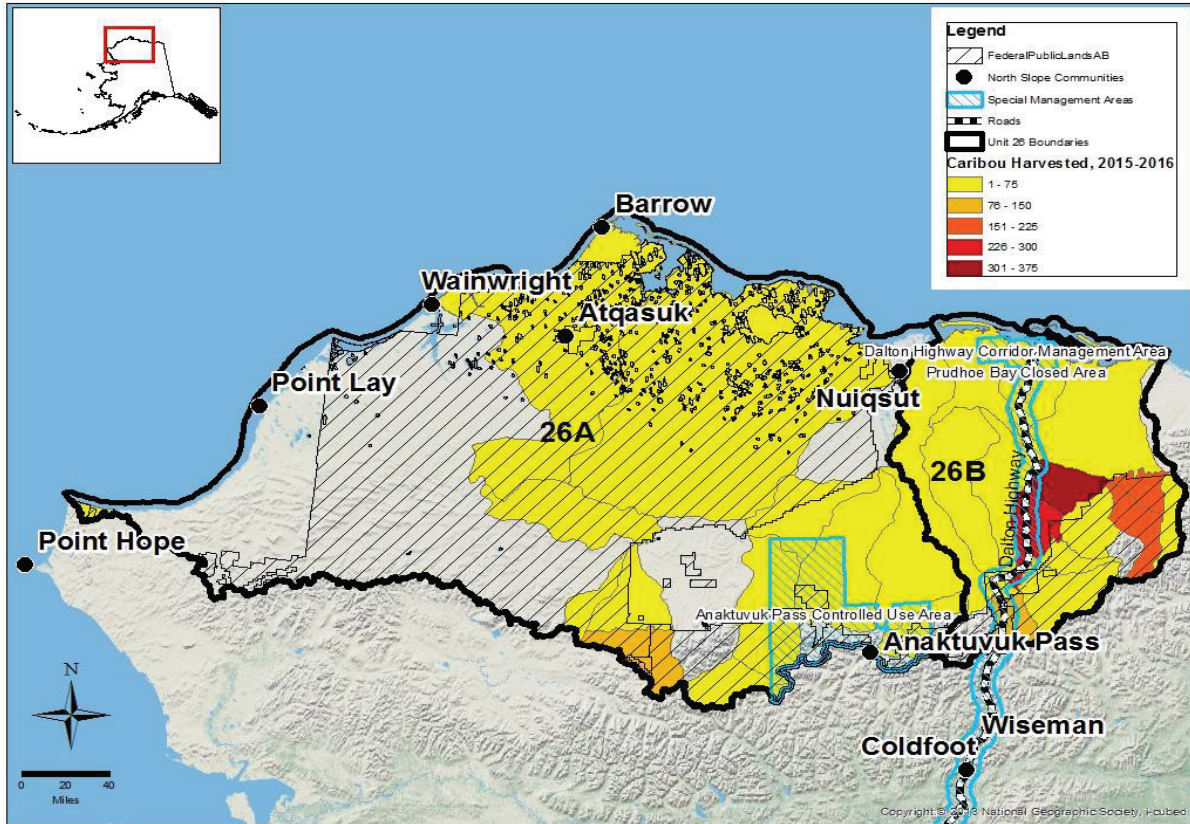 Legend
FederalPublicLandsAB
North Slope Communities
Special Management Areas
Roads
Unit 26 Boundaries
Caribou Harvested, 2015-2016
1 - 75
76 - 150
151 - 225
226 - 300
301 - 375
Barrow
Wainwright
Atqasuk
Point Lay
Dalton Highway Corridor Management Area
Prudhoe Bay Closed Area
Nuiqsut
26A
26B
Dalton Highway
Point Hope
Anaktuvuk Pass Controlled Use Area
Anaktuvuk Pass
N
Wiseman
Coldfoot
0 20 40
Miles
Copyright:© 2013 National Geographic Society, i-cubed